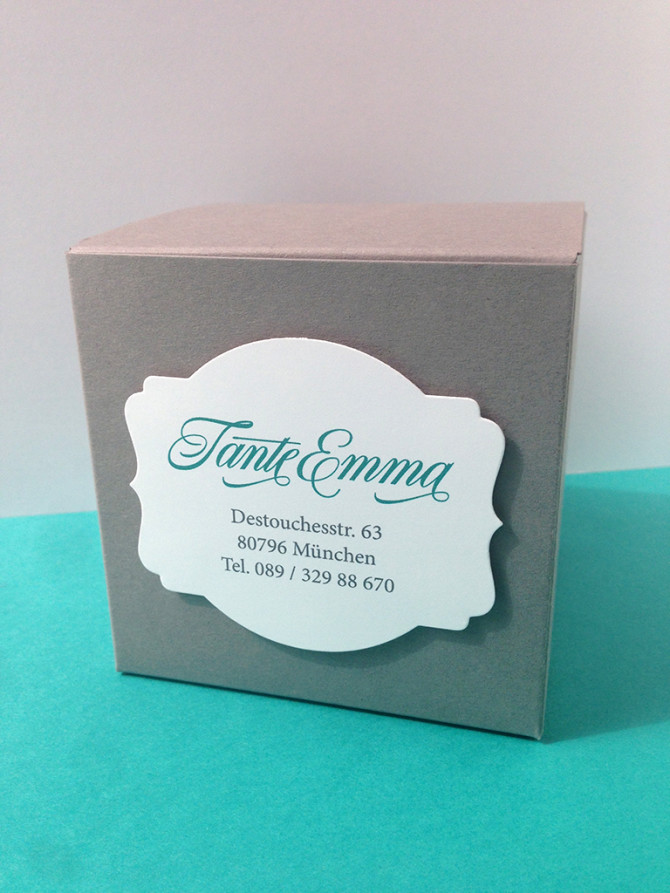 Tante Emma
Destouchesstr. 63
80796 München
Tel. 089 / 329 88 670